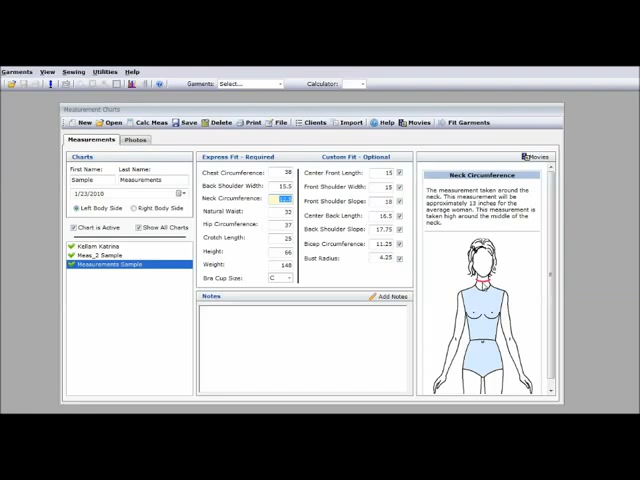 Garments View Sewing Utilities Help
Garments: Select... Calculator:
Measurement Charts
New Open Calc Meas Save Delete Print File Clients Import Help Movies Fit Garments
Measurements Photos
Charts
First Name: Last Name:
Sample Measurements
1/23/2010
Left Body Side Right Body Side
Chart is Active Show All Charts
Kellam Katrina
Meas_2 Sample
Measurements Sample
Express Fit - Required
Chest Circumference: 38
Back Shoulder Width: 15.5
Neck Circumference:
Natural Waist: 32
Hip Circumference: 37
Crotch Length: 25
Height: 66
Weight: 148
Bra Cup Size: C
Custom Fit - Optional
Center Front Length: 15
Front Shoulder Width: 15
Front Shoulder Slope: 18
Center Back Length: 16.5
Back Shoulder Slope: 17.75
Bicep Circumference: 11.25
Bust Radius: 4.25
Notes Add Notes
Movies
Neck Circumference
The measurement taken around the
neck. This measurement will be
approximately 13 inches for the
average woman. This measurement is
taken high around the middle of the
neck.